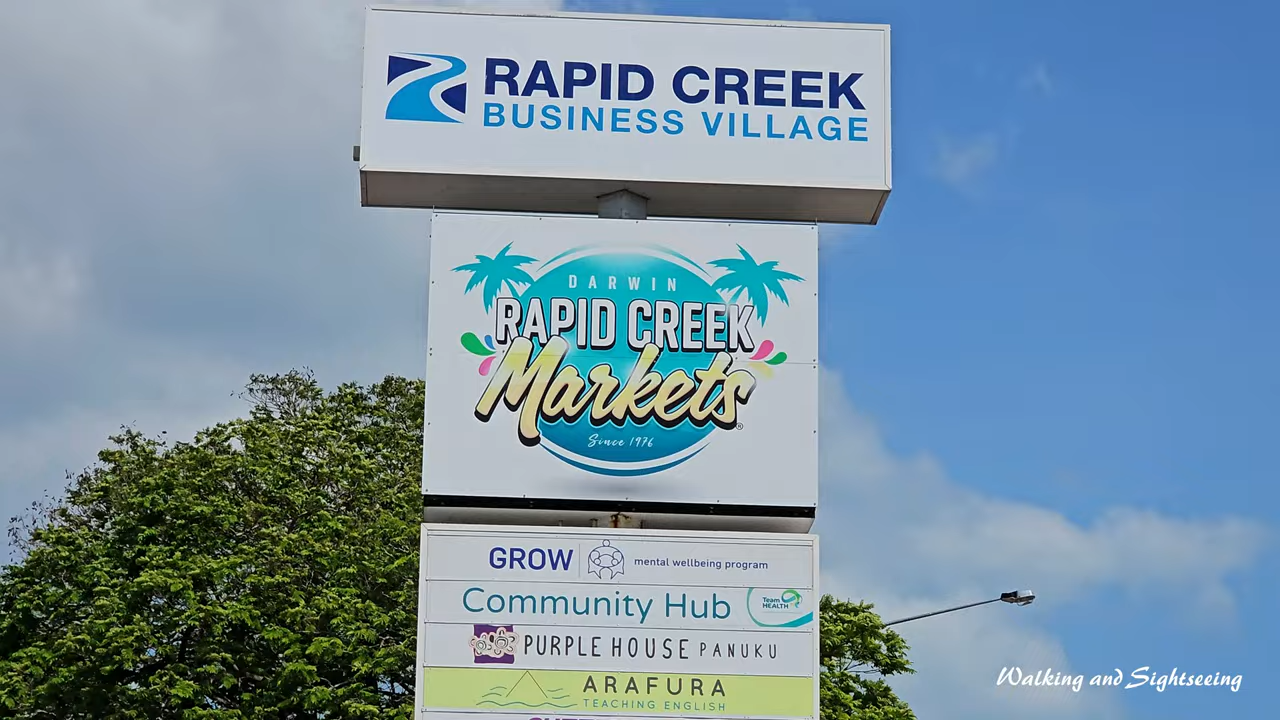 RAPID CREEK
BUSINESS VILLAGE
DARWIN
RAPID CREEK
Markets®
Since 1976
GROW mental wellbeing program
Community Hub
Team HEALTH
PURPLE HOUSE PANUKU
ARAFURA
TEACHING ENGLISH
Walking and Sightseeing